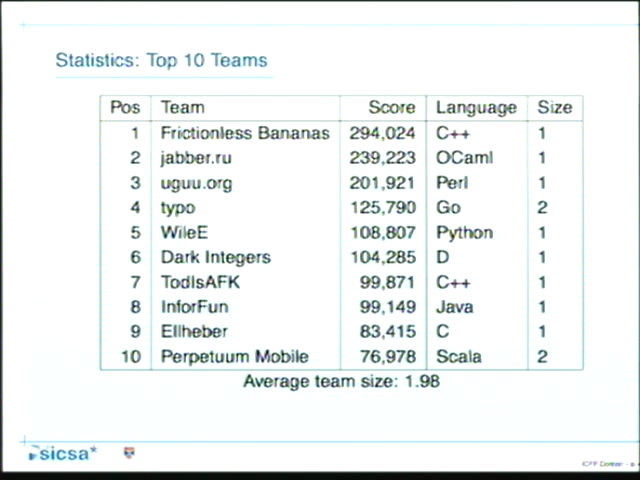 Statistics: Top 10 Teams
Pos Team Score Language Size
1 Frictionless Bananas 294,024 C++ 1
2 jabber.ru 239,223 OCaml 1
3 uguu.org 201,921 Perl 1
4 typo 125,790 Go 2
5 WileE 108,807 Python 1
6 Dark Integers 104,285 D 1
7 TodIsAFK 99,871 C++ 1
8 InforFun 99,149 Java 1
9 Ellheber 83,415 C 1
10 Perpetuum Mobile 76,978 Scala 2
Average team size: 1.98
sicsa*